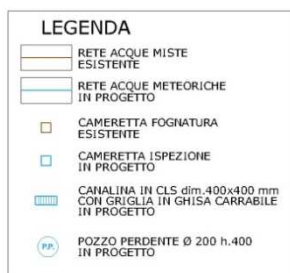 LEGENDA
RETE ACQUE MISTE
ESISTENTE
RETE ACQUE METEORICHE
IN PROGETTO
CAMERETTA FOGNATURA
ESISTENTE
CAMERETTA ISPEZIONE
IN PROGETTO
CANALINA IN CLS dim.400x400 mm
CON GRIGLIA IN GHISA CARRABILE
IN PROGETTO
P.P.
POZZO PERDENTE Ø 200 h.400
IN PROGETTO